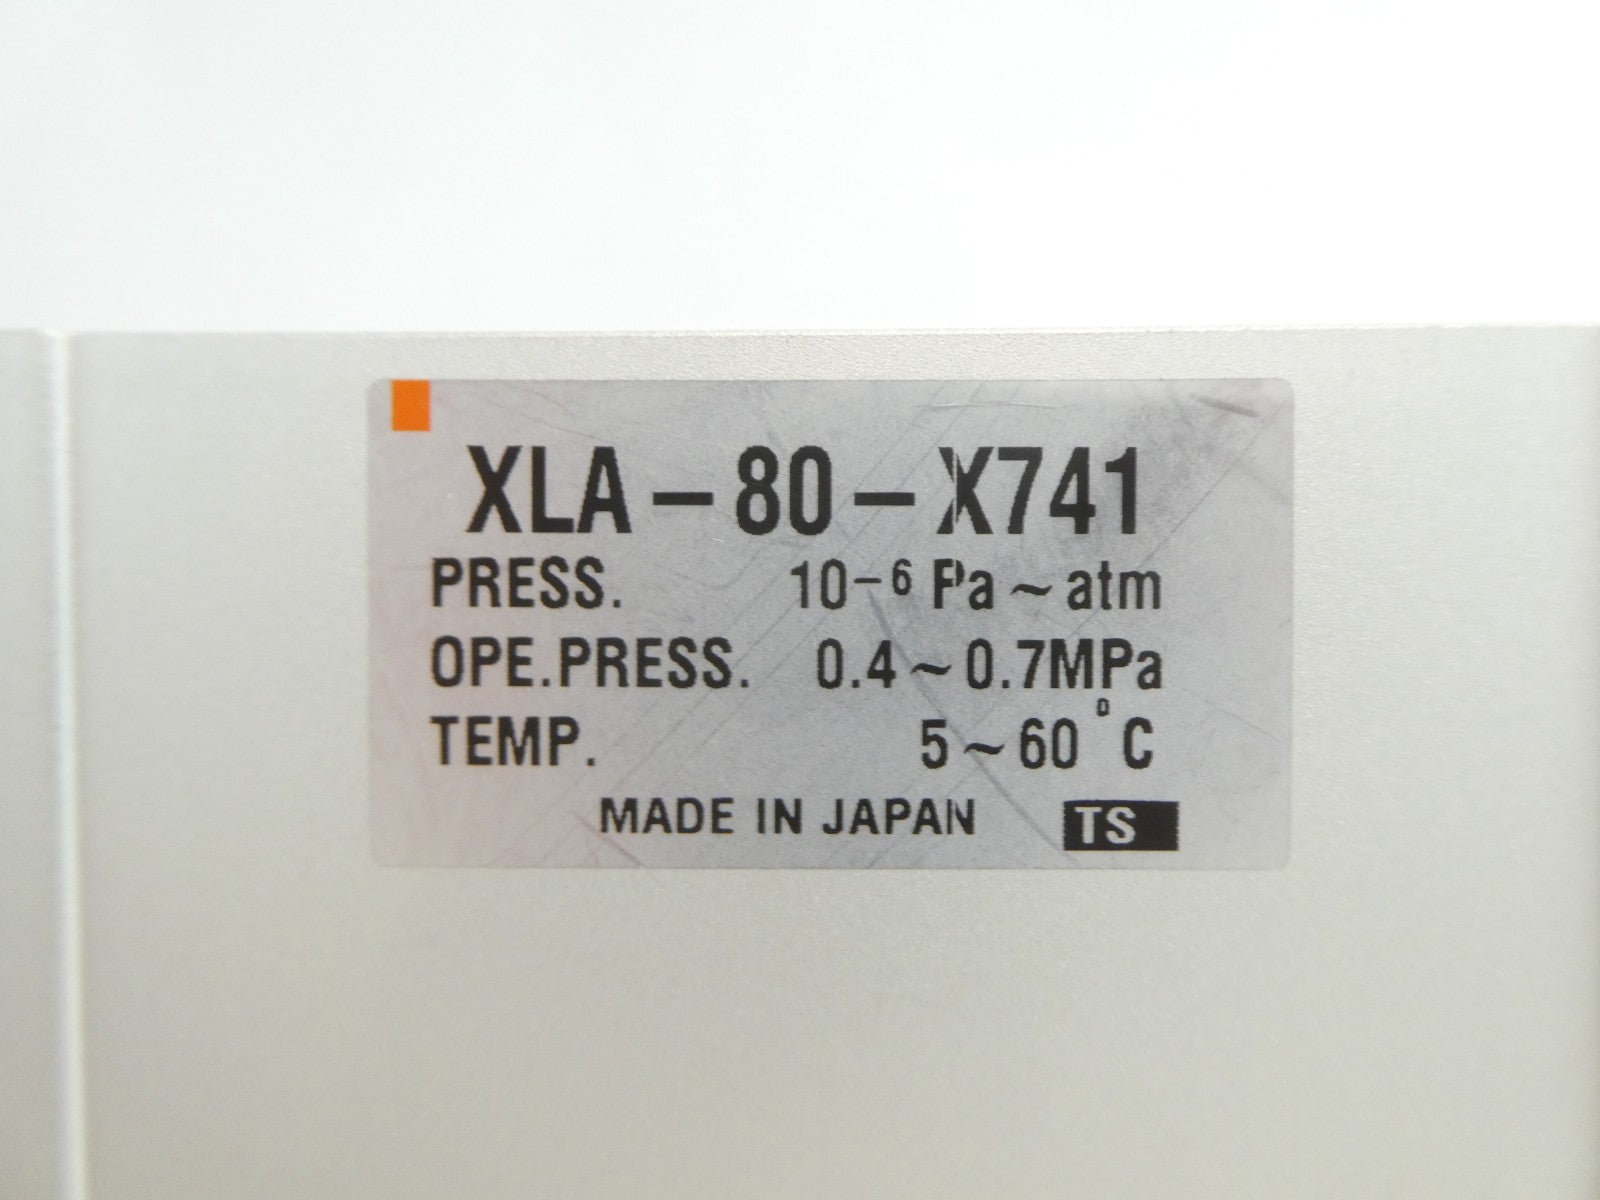 XLA-80-X741
PRESS. 10⁻⁶ Pa~atm
OPE.PRESS. 0.4~0.7MPa
TEMP. 5~60°C
MADE IN JAPAN TS